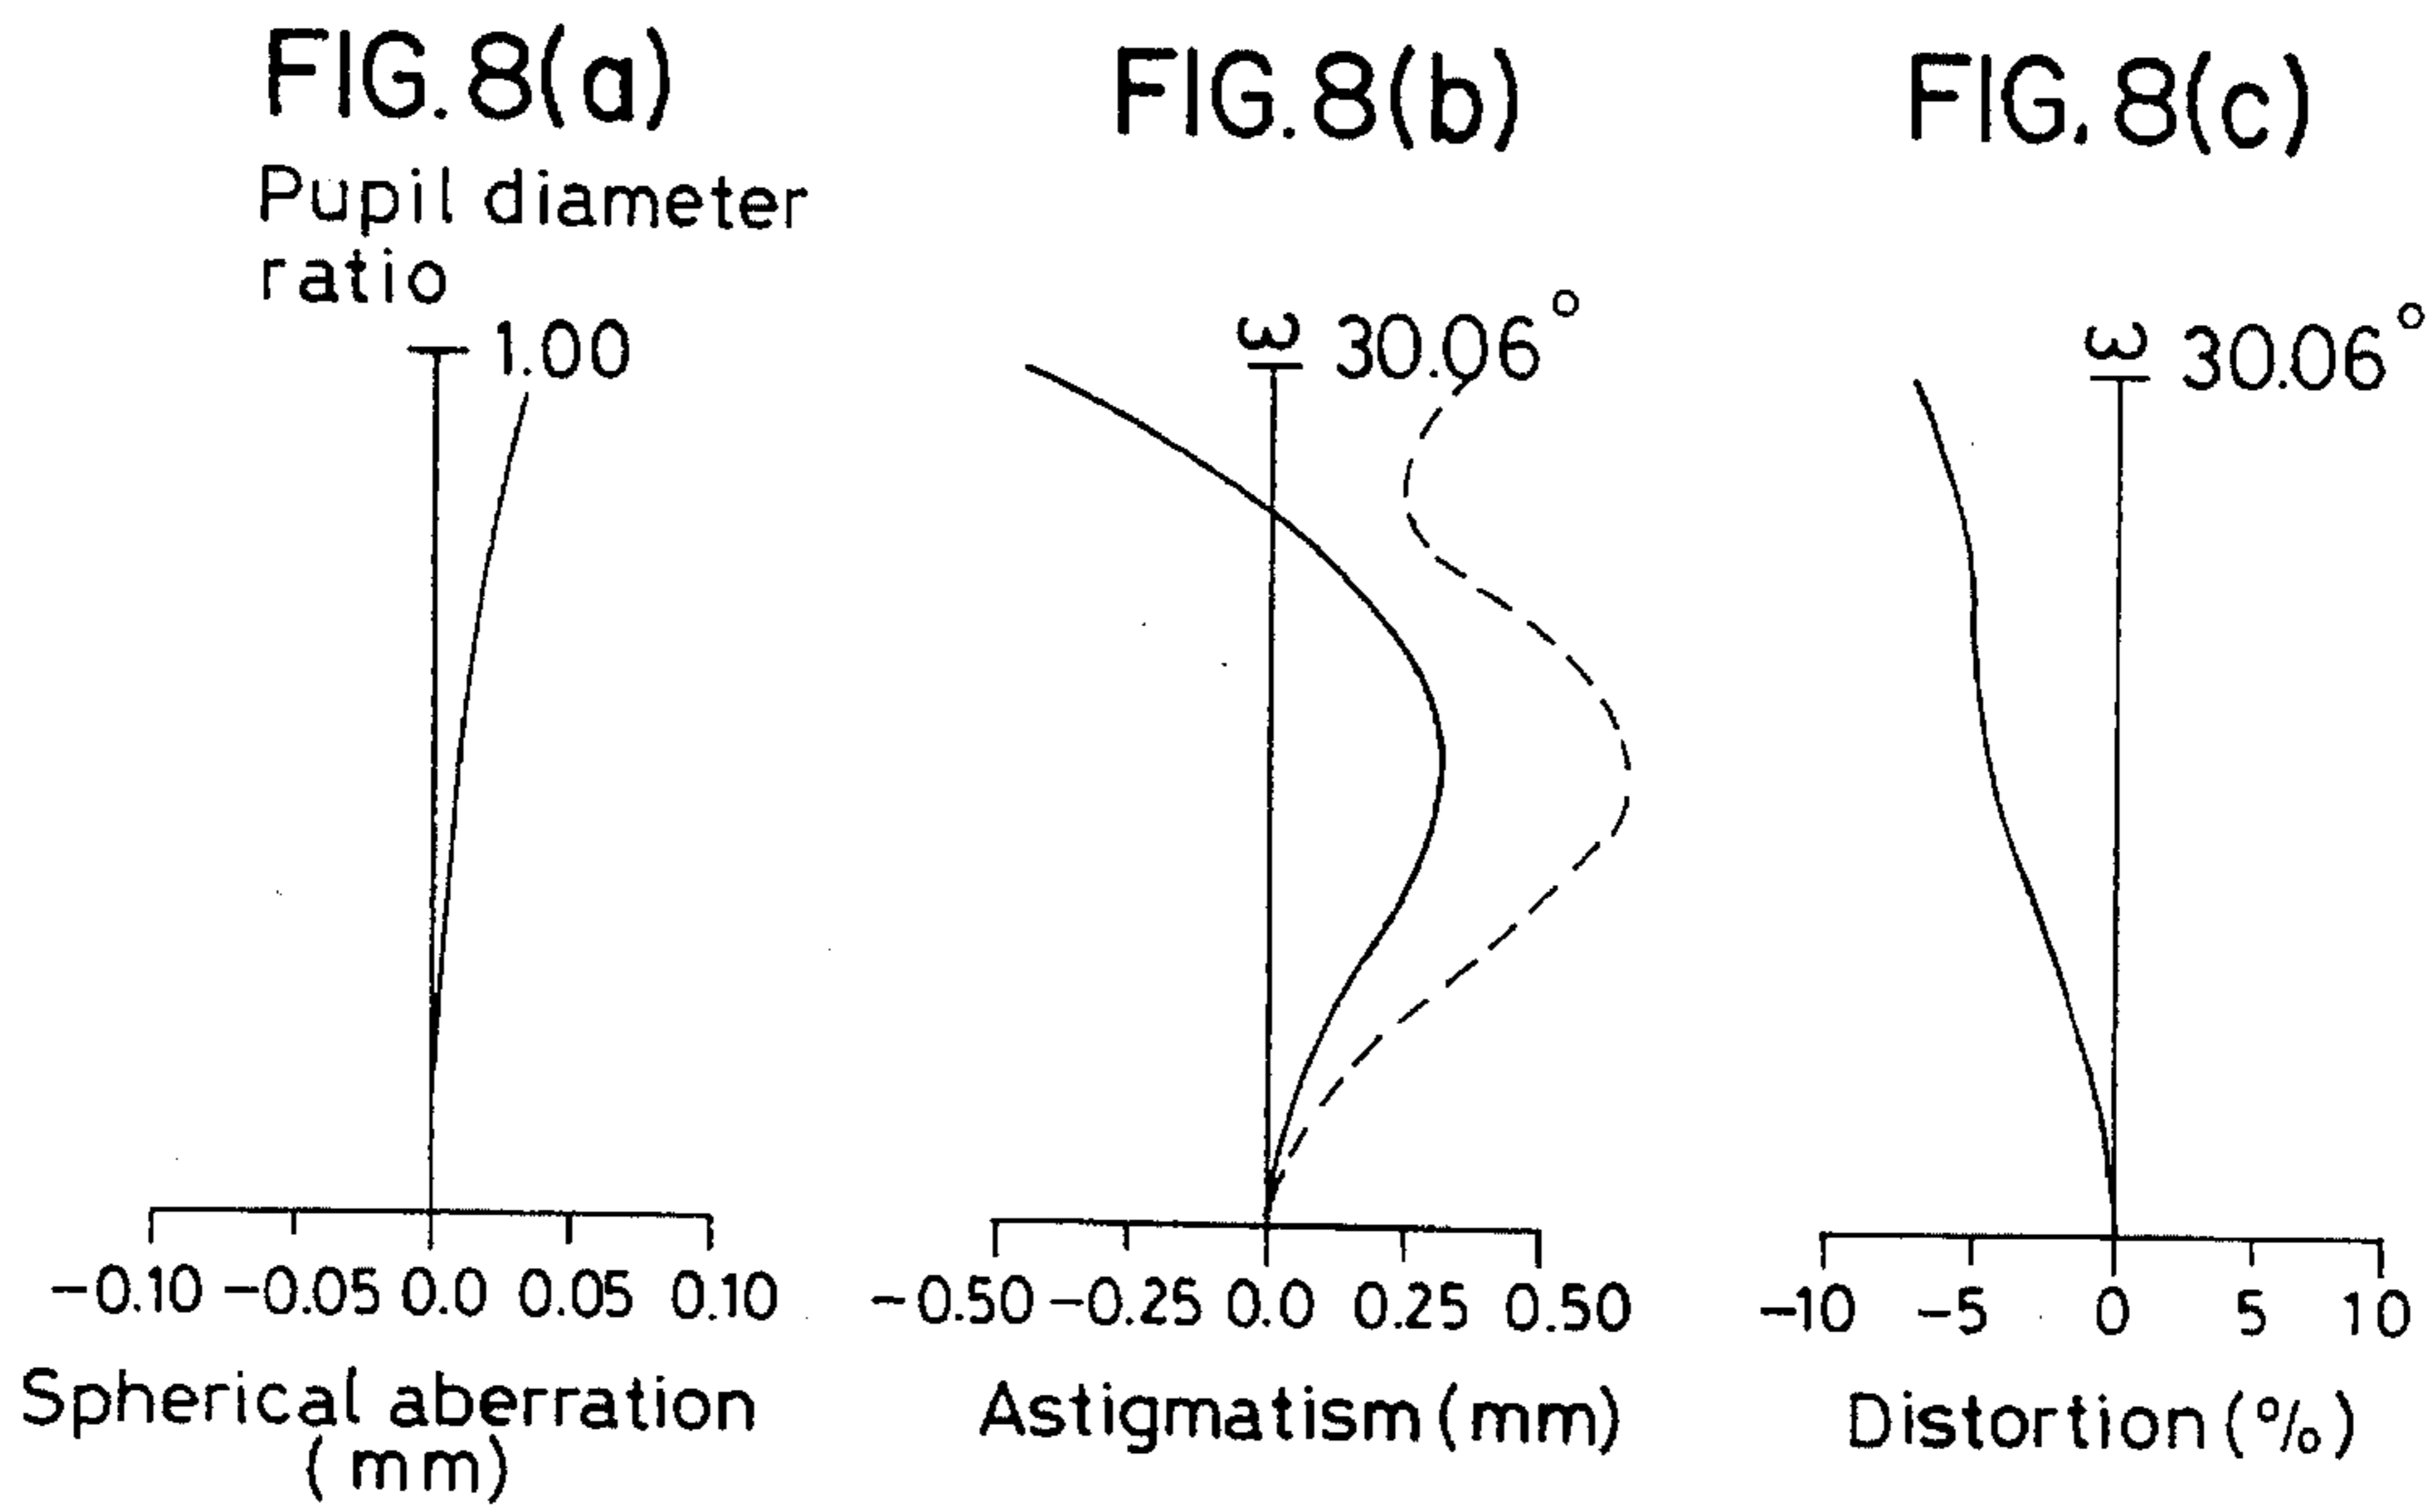 FIG. 8(a)
Pupil diameter
ratio
1.00
-0.10 -0.05 0.0 0.05 0.10
Spherical aberration
(mm)
FIG. 8(b)
ω 30.06°
-0.50 -0.25 0.0 0.25 0.50
Astigmatism (mm)
FIG. 8(c)
ω 30.06°
-10 -5 0 5 10
Distortion (%)